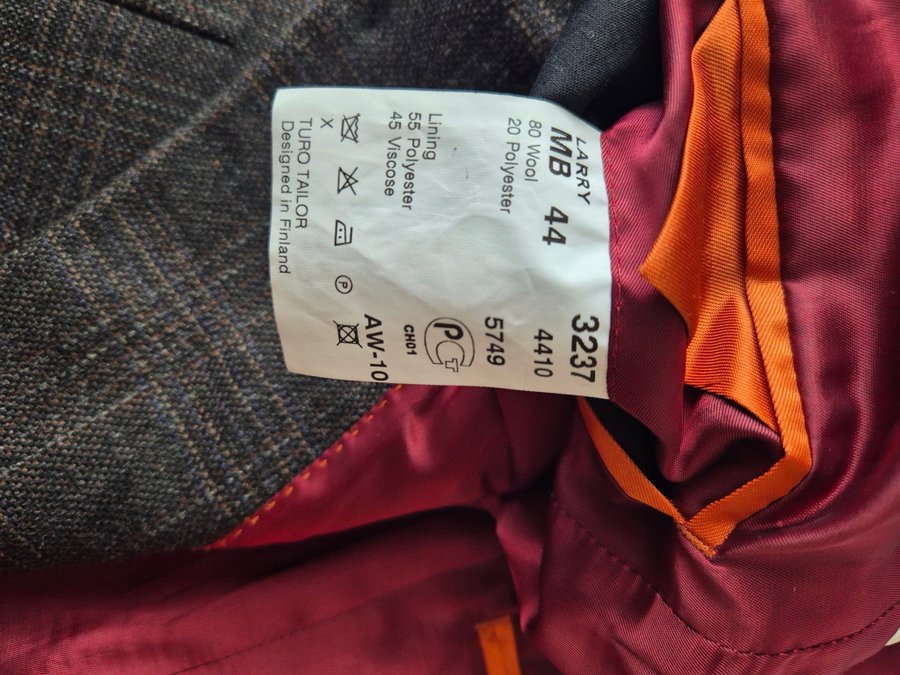 LARRY 3237
MB 44 4410
80 Wool
20 Polyester 5749
PCT
Lining
55 Polyester
45 Viscose
CH01
AW-10
P
X
TURO TAILOR
Designed in Finland